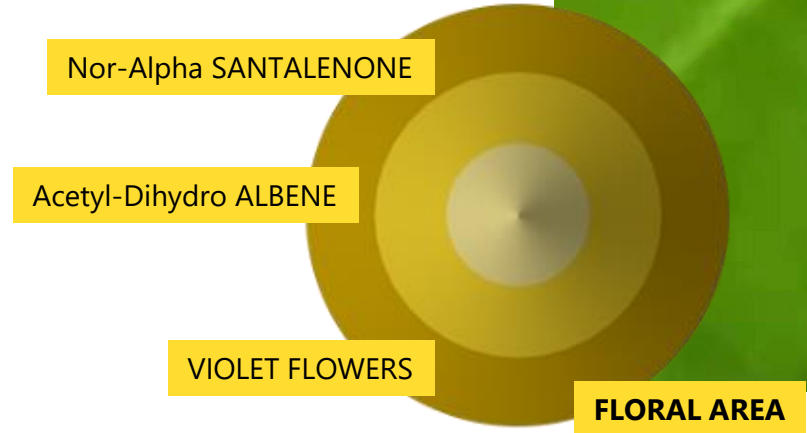 Nor-Alpha SANTALENONE
Acetyl-Dihydro ALBENE
VIOLET FLOWERS
FLORAL AREA